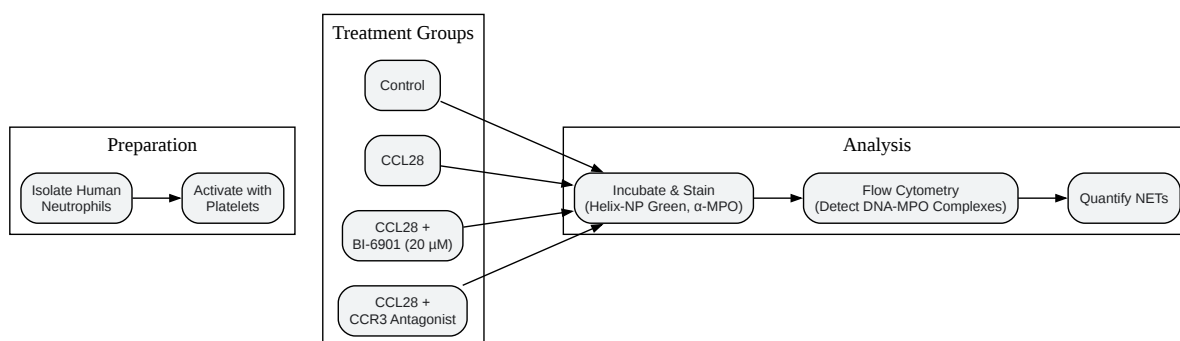 Preparation
Isolate Human
Neutrophils
Activate with
Platelets
Treatment Groups
Control
CCL28
CCL28 +
BI-6901 (20 µM)
CCL28 +
CCR3 Antagonist
Analysis
Incubate & Stain
(Helix-NP Green, α-MPO)
Flow Cytometry
(Detect DNA-MPO Complexes)
Quantify NETs